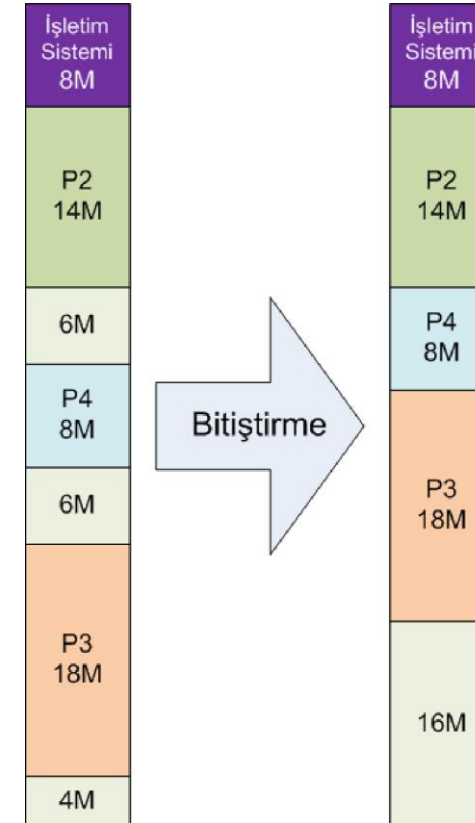 İşletim
Sistemi
8M
P2
14M
6M
P4
8M
6M
P3
18M
4M
Bitiştirme
İşletim
Sistemi
8M
P2
14M
P4
8M
P3
18M
16M